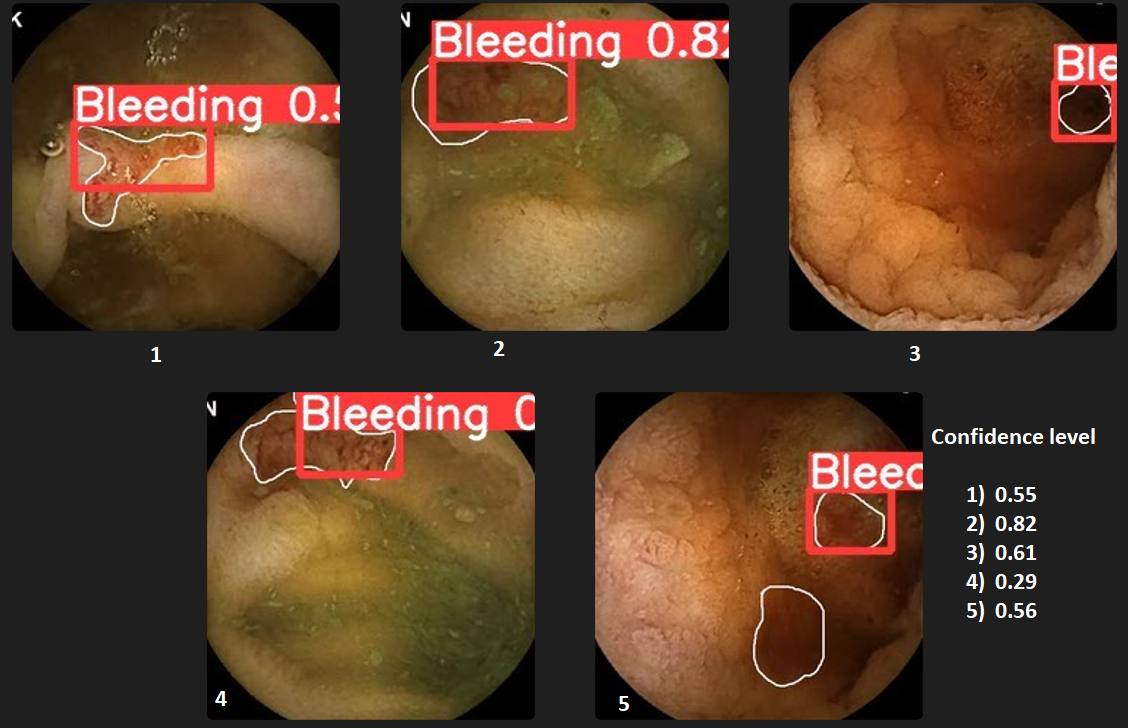 K
Bleeding 0.5
1
N
Bleeding 0.82
2
Ble
3
N
Bleeding 0
4
Bleed
5
Confidence level
1) 0.55
2) 0.82
3) 0.61
4) 0.29
5) 0.56